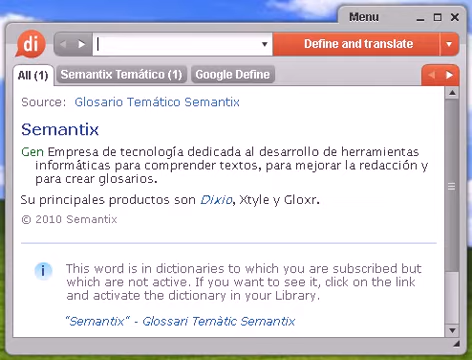 Menu
di
Define and translate
All (1) Semantix Temático (1) Google Define
Source: Glosario Temático Semantix
Semantix
Gen Empresa de tecnología dedicada al desarrollo de herramientas
informáticas para comprender textos, para mejorar la redacción y
para crear glosarios.
Su principales productos son Dixio, Xtyle y Gloxr.
© 2010 Semantix
i
This word is in dictionaries to which you are subscribed but
which are not active. If you want to see it, click on the link
and activate the dictionary in your Library.
"Semantix" - Glossari Temàtic Semantix